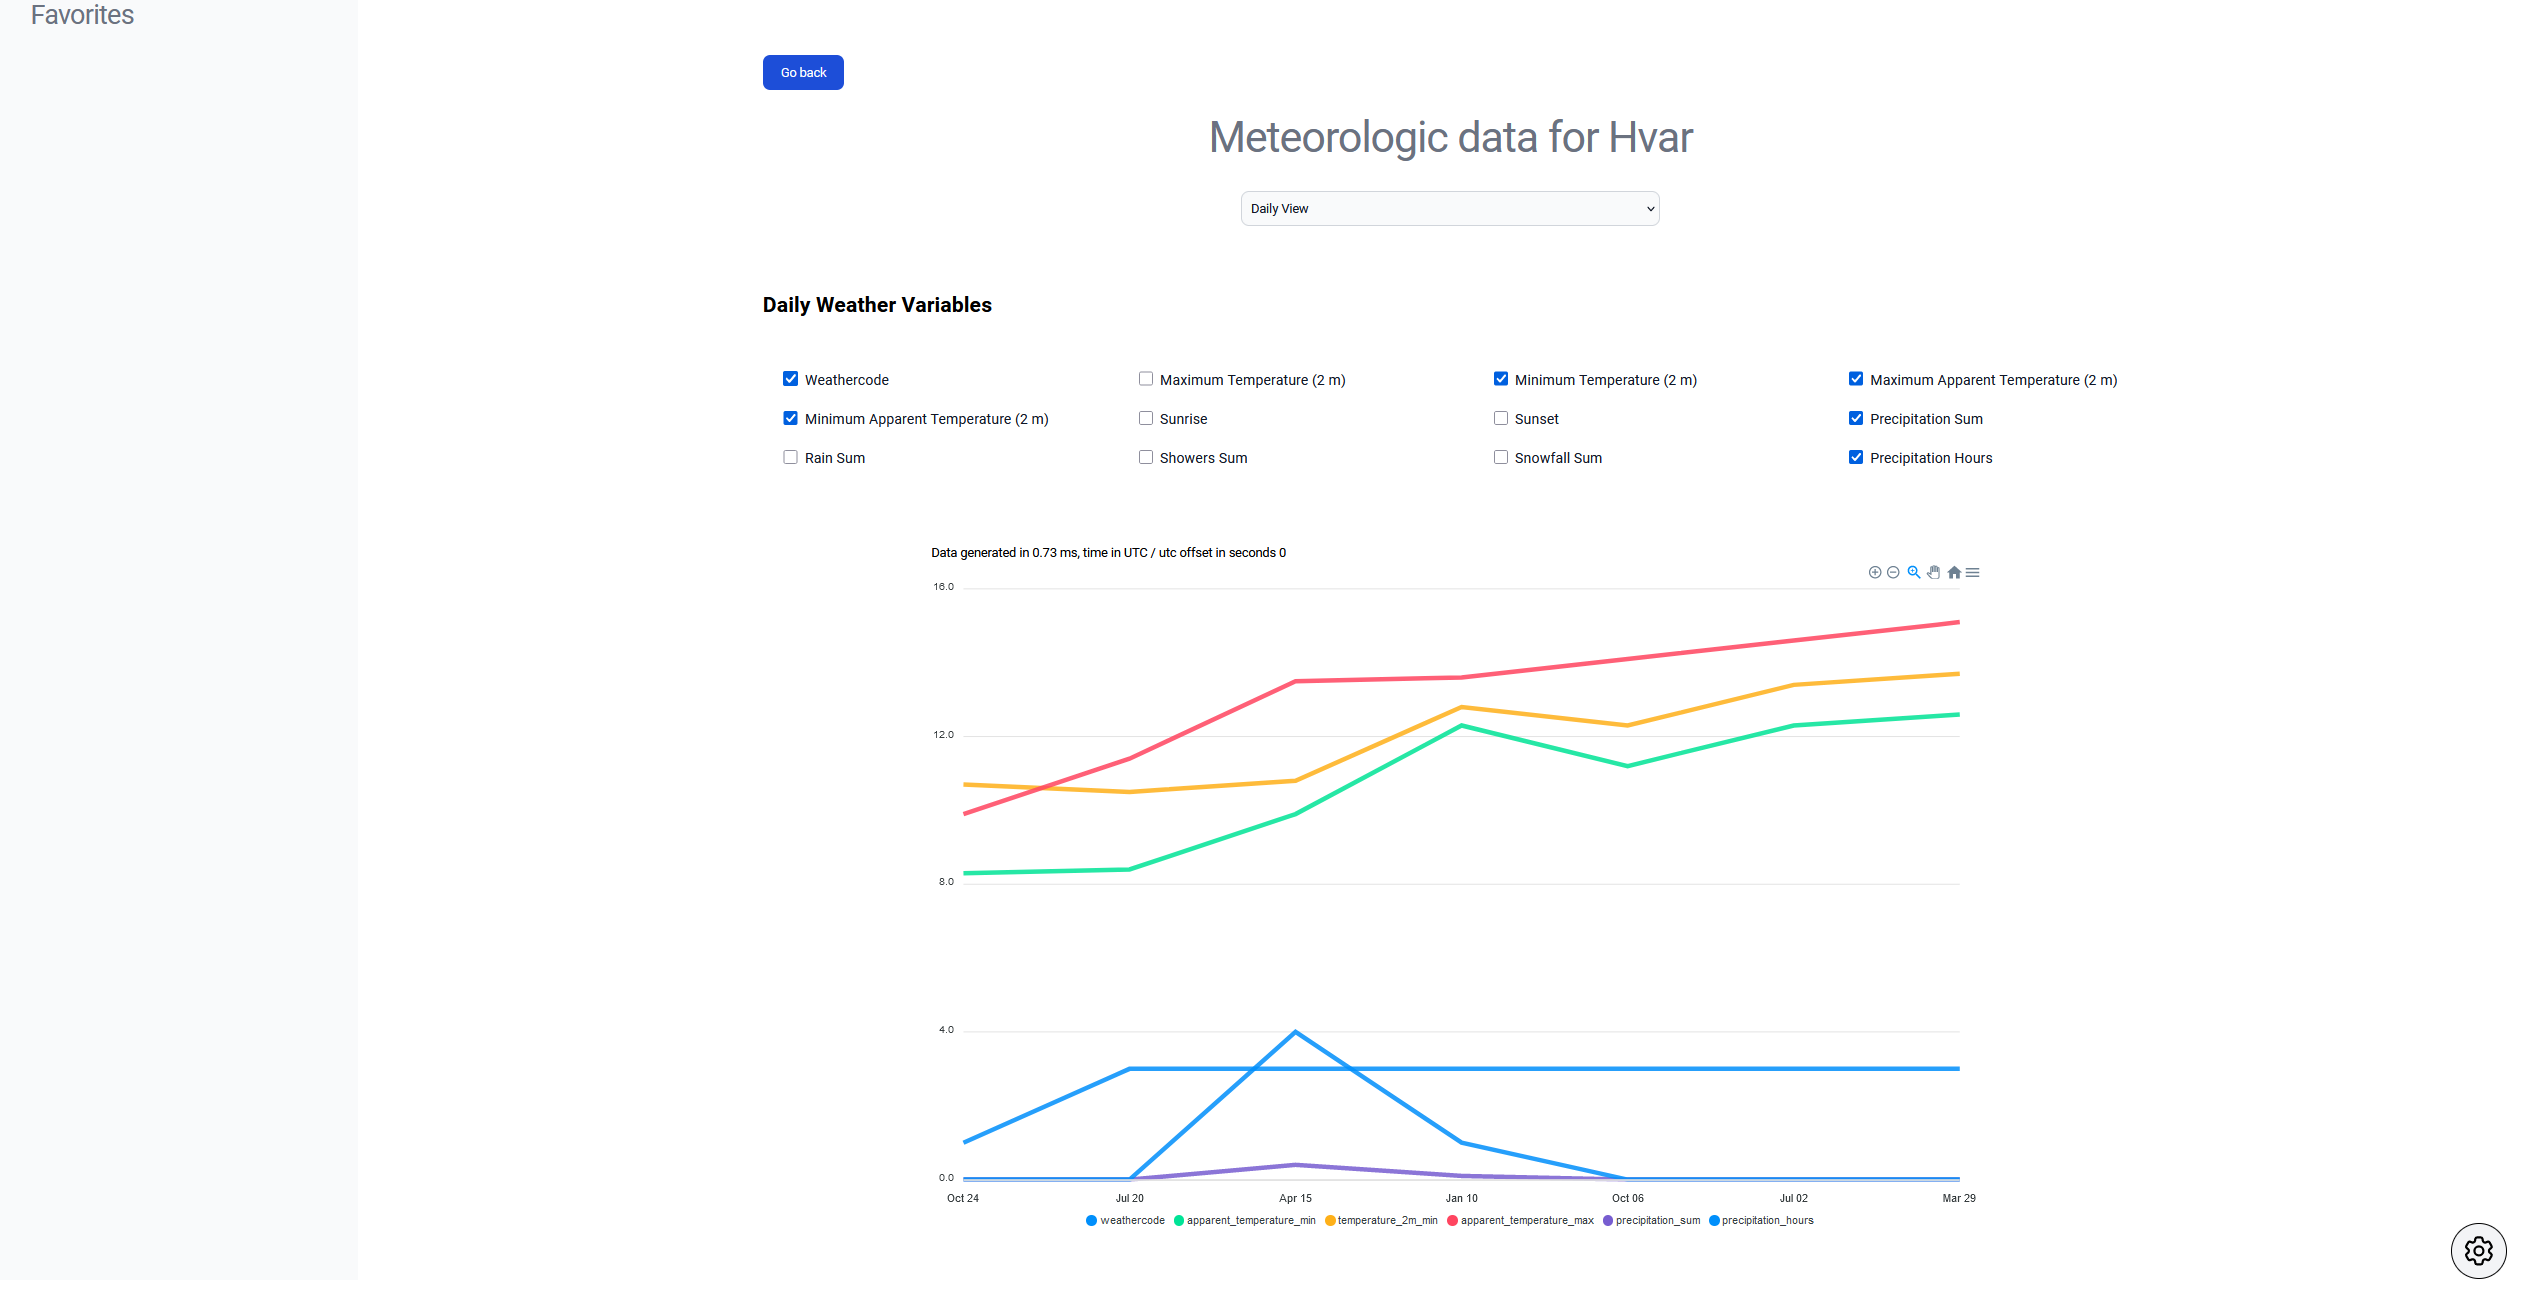 Favorites
Go back
Meteorologic data for Hvar
Daily View
Daily Weather Variables
Weathercode
Maximum Temperature (2 m)
Minimum Temperature (2 m)
Maximum Apparent Temperature (2 m)
Minimum Apparent Temperature (2 m)
Sunrise
Sunset
Precipitation Sum
Rain Sum
Showers Sum
Snowfall Sum
Precipitation Hours
Data generated in 0.73 ms, time in UTC / utc offset in seconds 0
16.0
12.0
8.0
4.0
0.0
Oct 24 Jul 20 Apr 15 Jan 10 Oct 06 Jul 02 Mar 29
weathercode apparent_temperature_min temperature_2m_min apparent_temperature_max precipitation_sum precipitation_hours